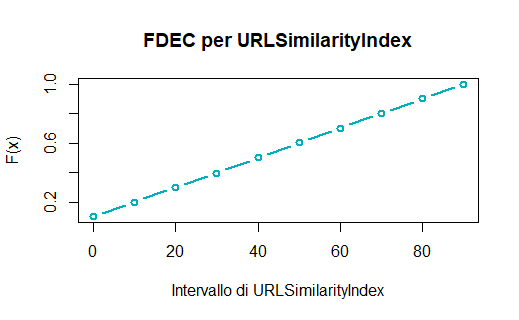 FDEC per URLSimilarityIndex
F(x)
1.0
0.6
0.2
0 20 40 60 80
Intervallo di URLSimilarityIndex